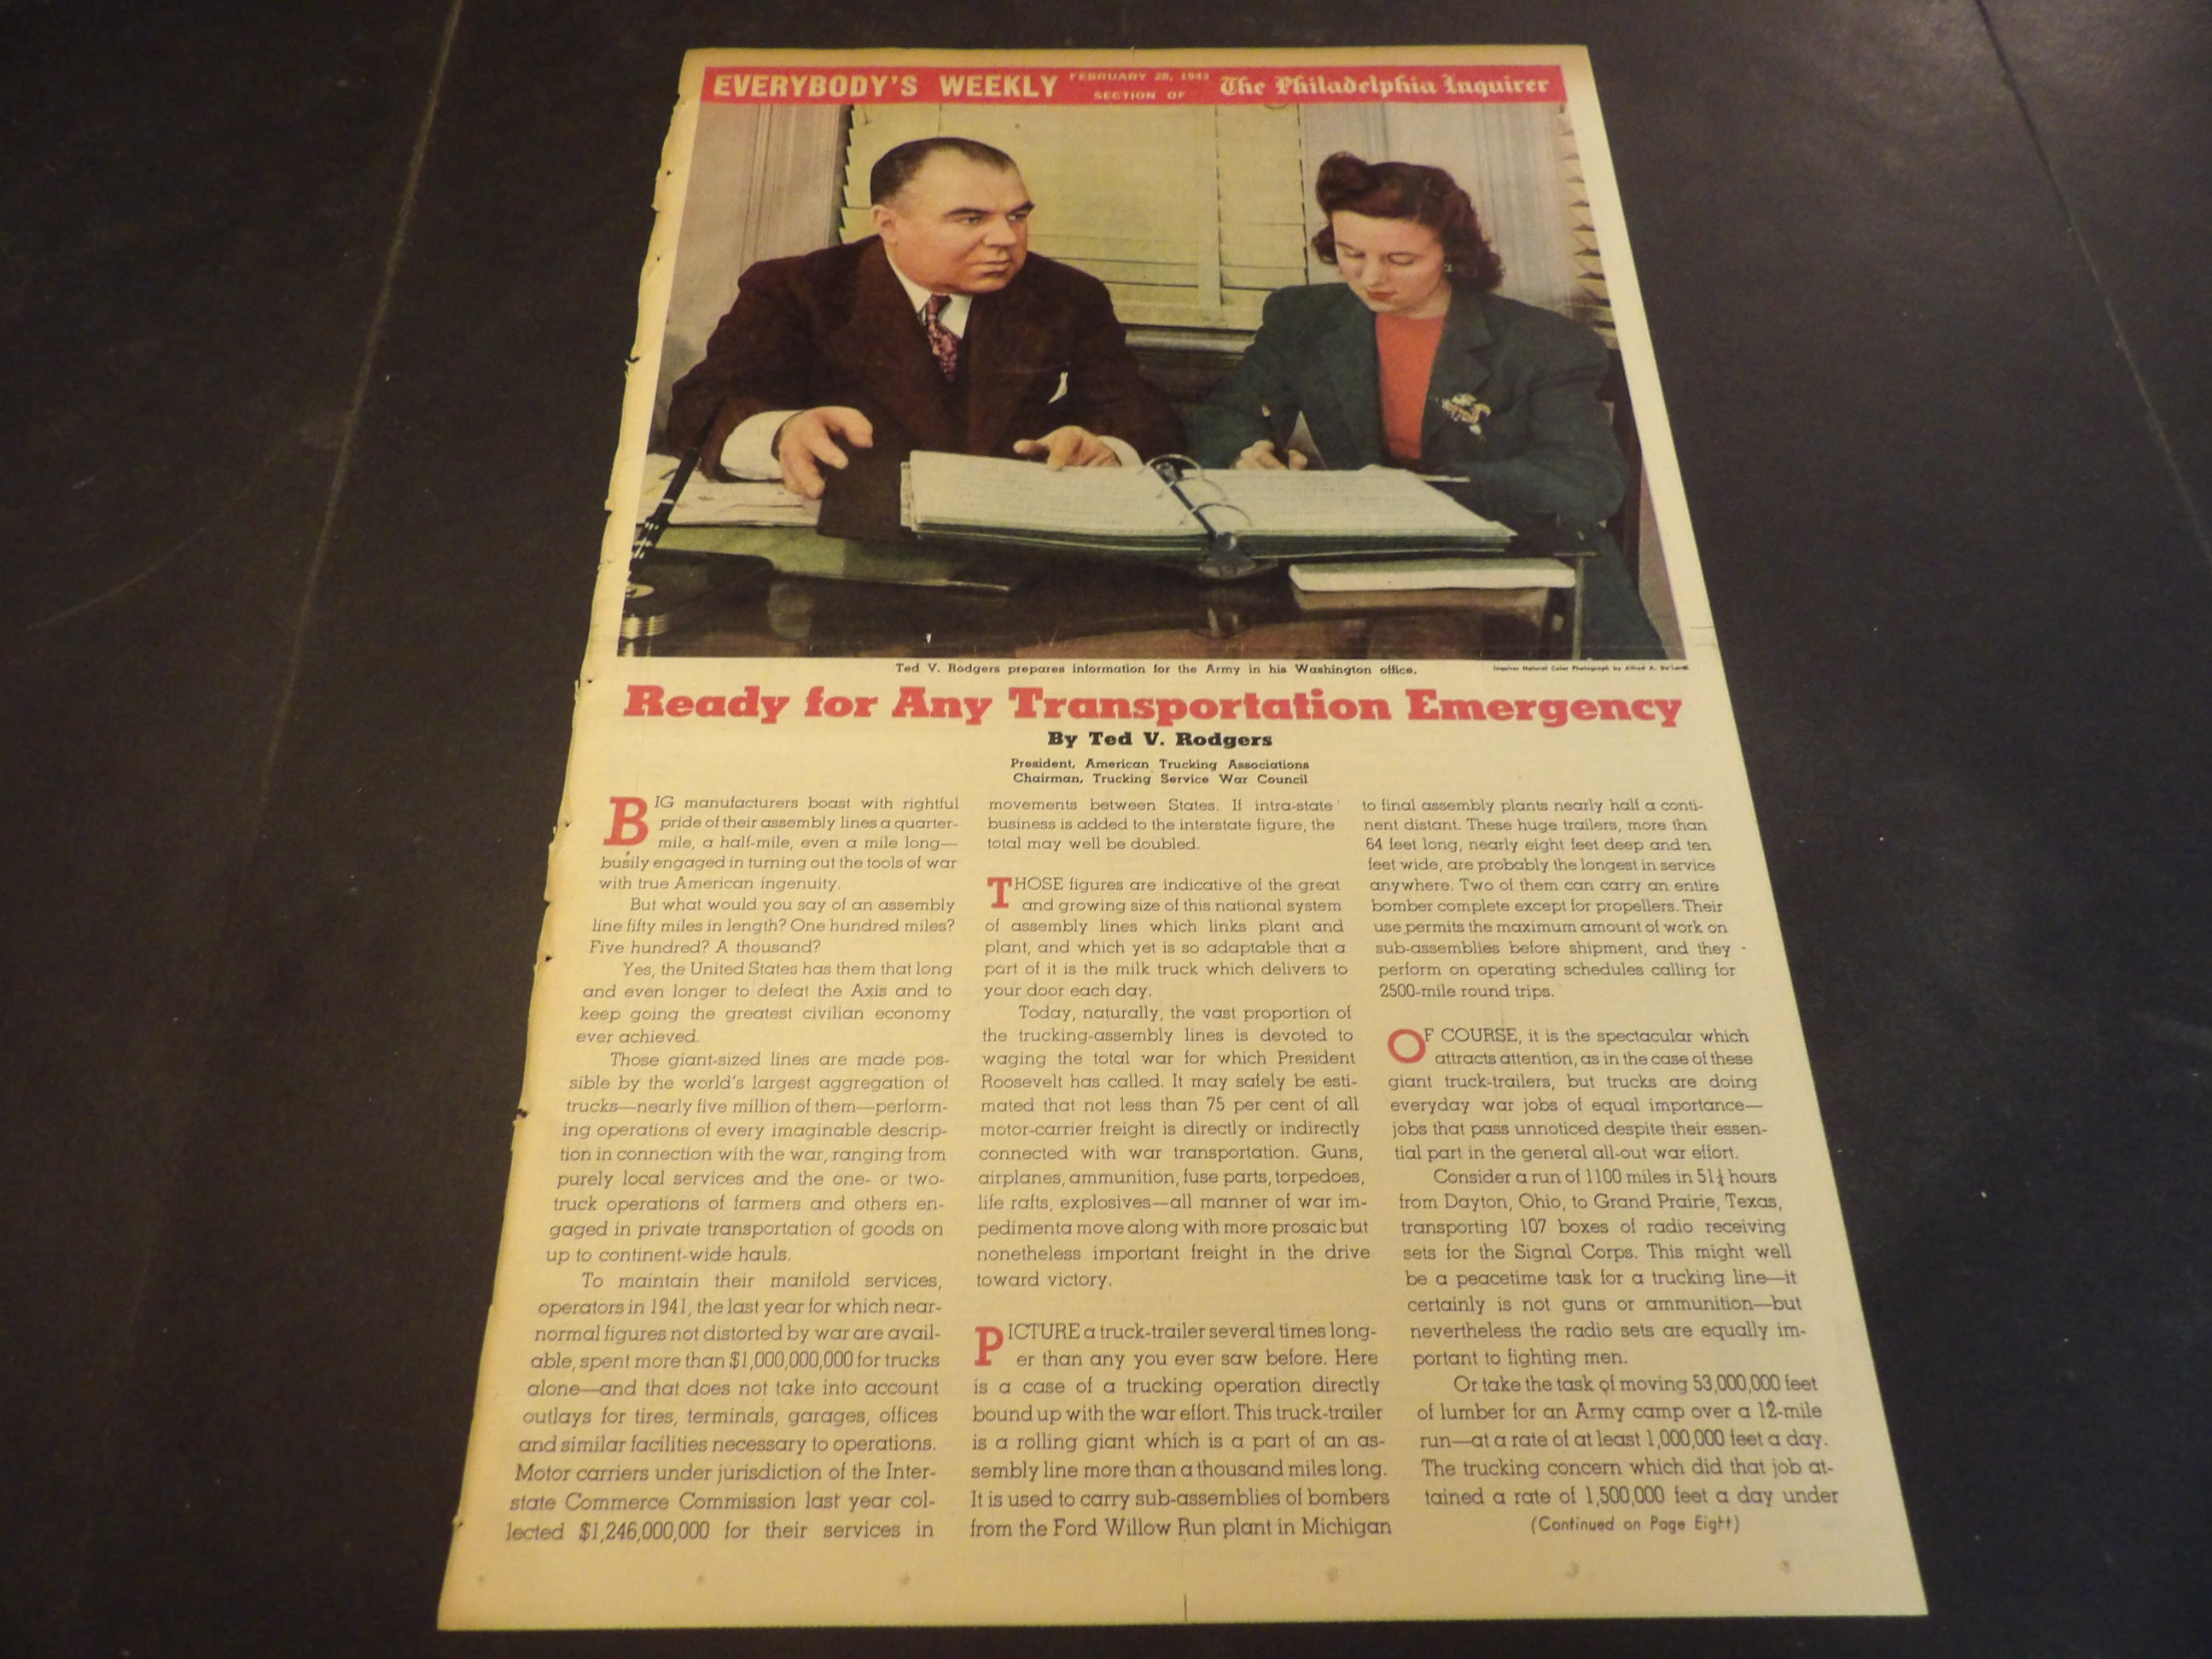 EVERYBODY'S WEEKLY
FEBRUARY 28, 1943
SECTION OF
The Philadelphia Inquirer
Ted V. Rodgers prepares information for the Army in his Washington office.
Inquirer Natural Color Photograph by Alfred A.
Ready for Any Transportation Emergency
By Ted V. Rodgers
President, American Trucking Associations
Chairman, Trucking Service War Council
BIG manufacturers boast with rightful
pride of their assembly lines a quarter-
mile, a half-mile, even a mile long—
busily engaged in turning out the tools of war
with true American ingenuity.
But what would you say of an assembly
line fifty miles in length? One hundred miles?
Five hundred? A thousand?
Yes, the United States has them that long
and even longer to defeat the Axis and to
keep going the greatest civilian economy
ever achieved.
Those giant-sized lines are made pos-
sible by the world's largest aggregation of
trucks—nearly five million of them—perform-
ing operations of every imaginable descrip-
tion in connection with the war, ranging from
purely local services and the one- or two-
truck operations of farmers and others en-
gaged in private transportation of goods on
up to continent-wide hauls.
To maintain their manifold services,
operators in 1941, the last year for which near-
normal figures not distorted by war are avail-
able, spent more than $1,000,000,000 for trucks
alone—and that does not take into account
outlays for tires, terminals, garages, offices
and similar facilities necessary to operations.
Motor carriers under jurisdiction of the Inter-
state Commerce Commission last year col-
lected $1,246,000,000 for their services in
movements between States. If intra-state
business is added to the interstate figure, the
total may well be doubled.
THOSE figures are indicative of the great
and growing size of this national system
of assembly lines which links plant and
plant, and which yet is so adaptable that a
part of it is the milk truck which delivers to
your door each day.
Today, naturally, the vast proportion of
the trucking-assembly lines is devoted to
waging the total war for which President
Roosevelt has called. It may safely be esti-
mated that not less than 75 per cent of all
motor-carrier freight is directly or indirectly
connected with war transportation. Guns,
airplanes, ammunition, fuse parts, torpedoes,
life rafts, explosives—all manner of war im-
pedimenta move along with more prosaic but
nonetheless important freight in the drive
toward victory.
PICTURE a truck-trailer several times long-
er than any you ever saw before. Here
is a case of a trucking operation directly
bound up with the war effort. This truck-trailer
is a rolling giant which is a part of an as-
sembly line more than a thousand miles long.
It is used to carry sub-assemblies of bombers
from the Ford Willow Run plant in Michigan
to final assembly plants nearly half a conti-
nent distant. These huge trailers, more than
64 feet long, nearly eight feet deep and ten
feet wide, are probably the longest in service
anywhere. Two of them can carry an entire
bomber complete except for propellers. Their
use permits the maximum amount of work on
sub-assemblies before shipment, and they
perform on operating schedules calling for
2500-mile round trips.
OF COURSE, it is the spectacular which
attracts attention, as in the case of these
giant truck-trailers, but trucks are doing
everyday war jobs of equal importance—
jobs that pass unnoticed despite their essen-
tial part in the general all-out war effort.
Consider a run of 1100 miles in 51½ hours
from Dayton, Ohio, to Grand Prairie, Texas,
transporting 107 boxes of radio receiving
sets for the Signal Corps. This might well
be a peacetime task for a trucking line—it
certainly is not guns or ammunition—but
nevertheless the radio sets are equally im-
portant to fighting men.
Or take the task of moving 53,000,000 feet
of lumber for an Army camp over a 12-mile
run—at a rate of at least 1,000,000 feet a day.
The trucking concern which did that job at-
tained a rate of 1,500,000 feet a day under
(Continued on Page Eight)